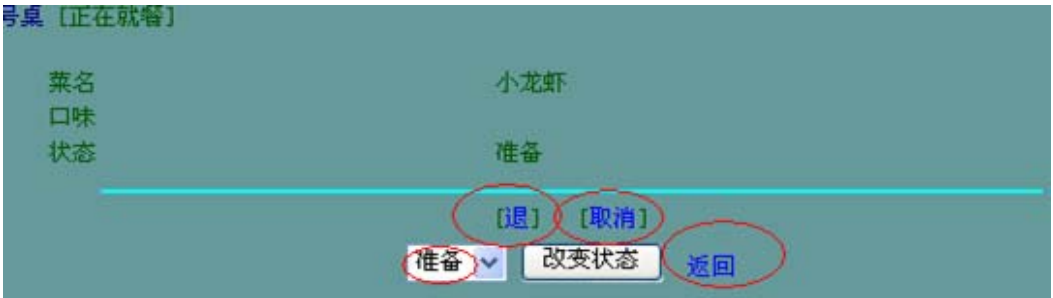 号桌 [正在就餐]
菜名 小龙虾
口味
状态 准备
[退] [取消]
准备 改变状态 返回